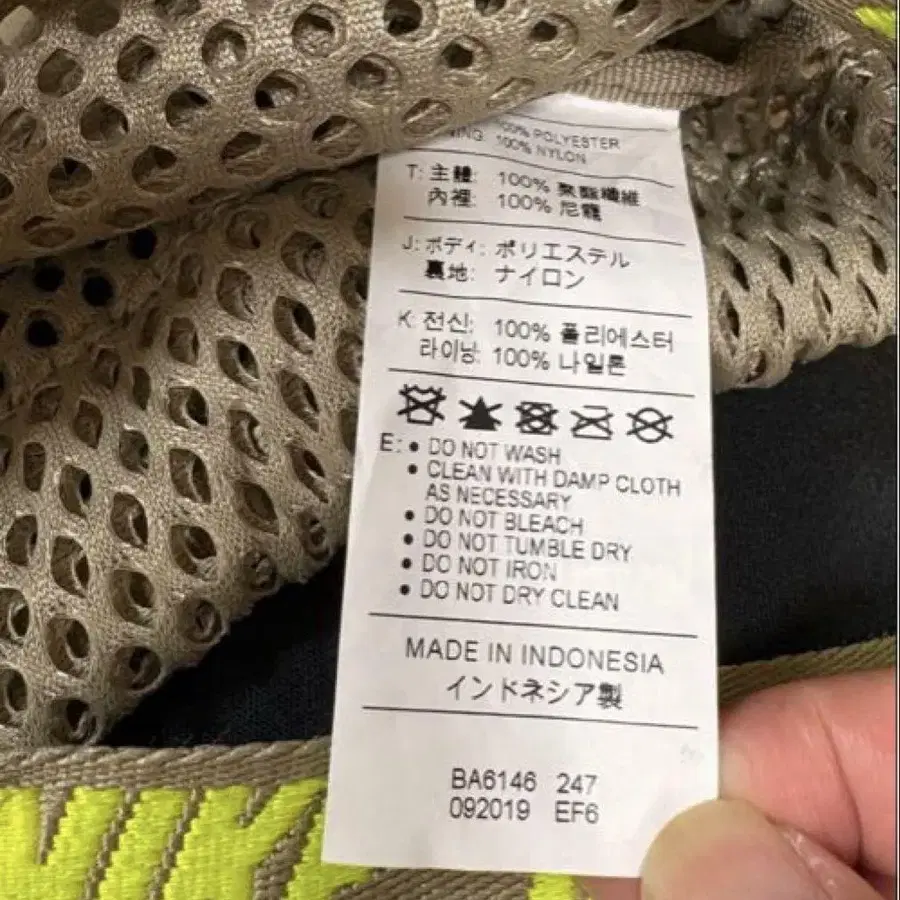 100% POLYESTER
100% NYLON
T: 主體: 100% 聚酯纖維
內裡: 100% 尼龍
J: ボディ: ポリエステル
裏地: ナイロン
K: 전신: 100% 폴리에스터
라이닝: 100% 나일론
E: • DO NOT WASH
• CLEAN WITH DAMP CLOTH
AS NECESSARY
• DO NOT BLEACH
• DO NOT TUMBLE DRY
• DO NOT IRON
• DO NOT DRY CLEAN
MADE IN INDONESIA
インドネシア製
BA6146 247
092019 EF6